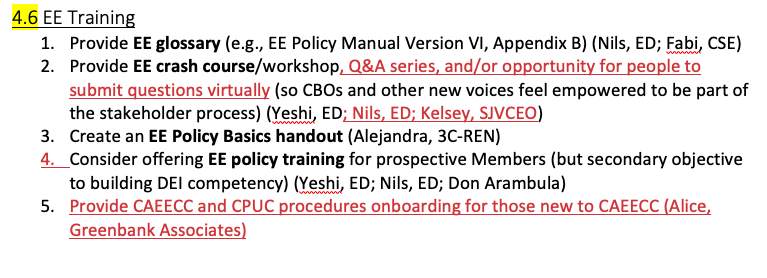 4.6 EE Training
1. Provide EE glossary (e.g., EE Policy Manual Version VI, Appendix B) (Nils, ED; Fabi, CSE)
2. Provide EE crash course/workshop, Q&A series, and/or opportunity for people to
submit questions virtually (so CBOs and other new voices feel empowered to be part of
the stakeholder process) (Yeshi, ED; Nils, ED; Kelsey, SJVCEO)
3. Create an EE Policy Basics handout (Alejandra, 3C-REN)
4. Consider offering EE policy training for prospective Members (but secondary objective
to building DEI competency) (Yeshi, ED; Nils, ED; Don Arambula)
5. Provide CAEECC and CPUC procedures onboarding for those new to CAEECC (Alice,
Greenbank Associates)